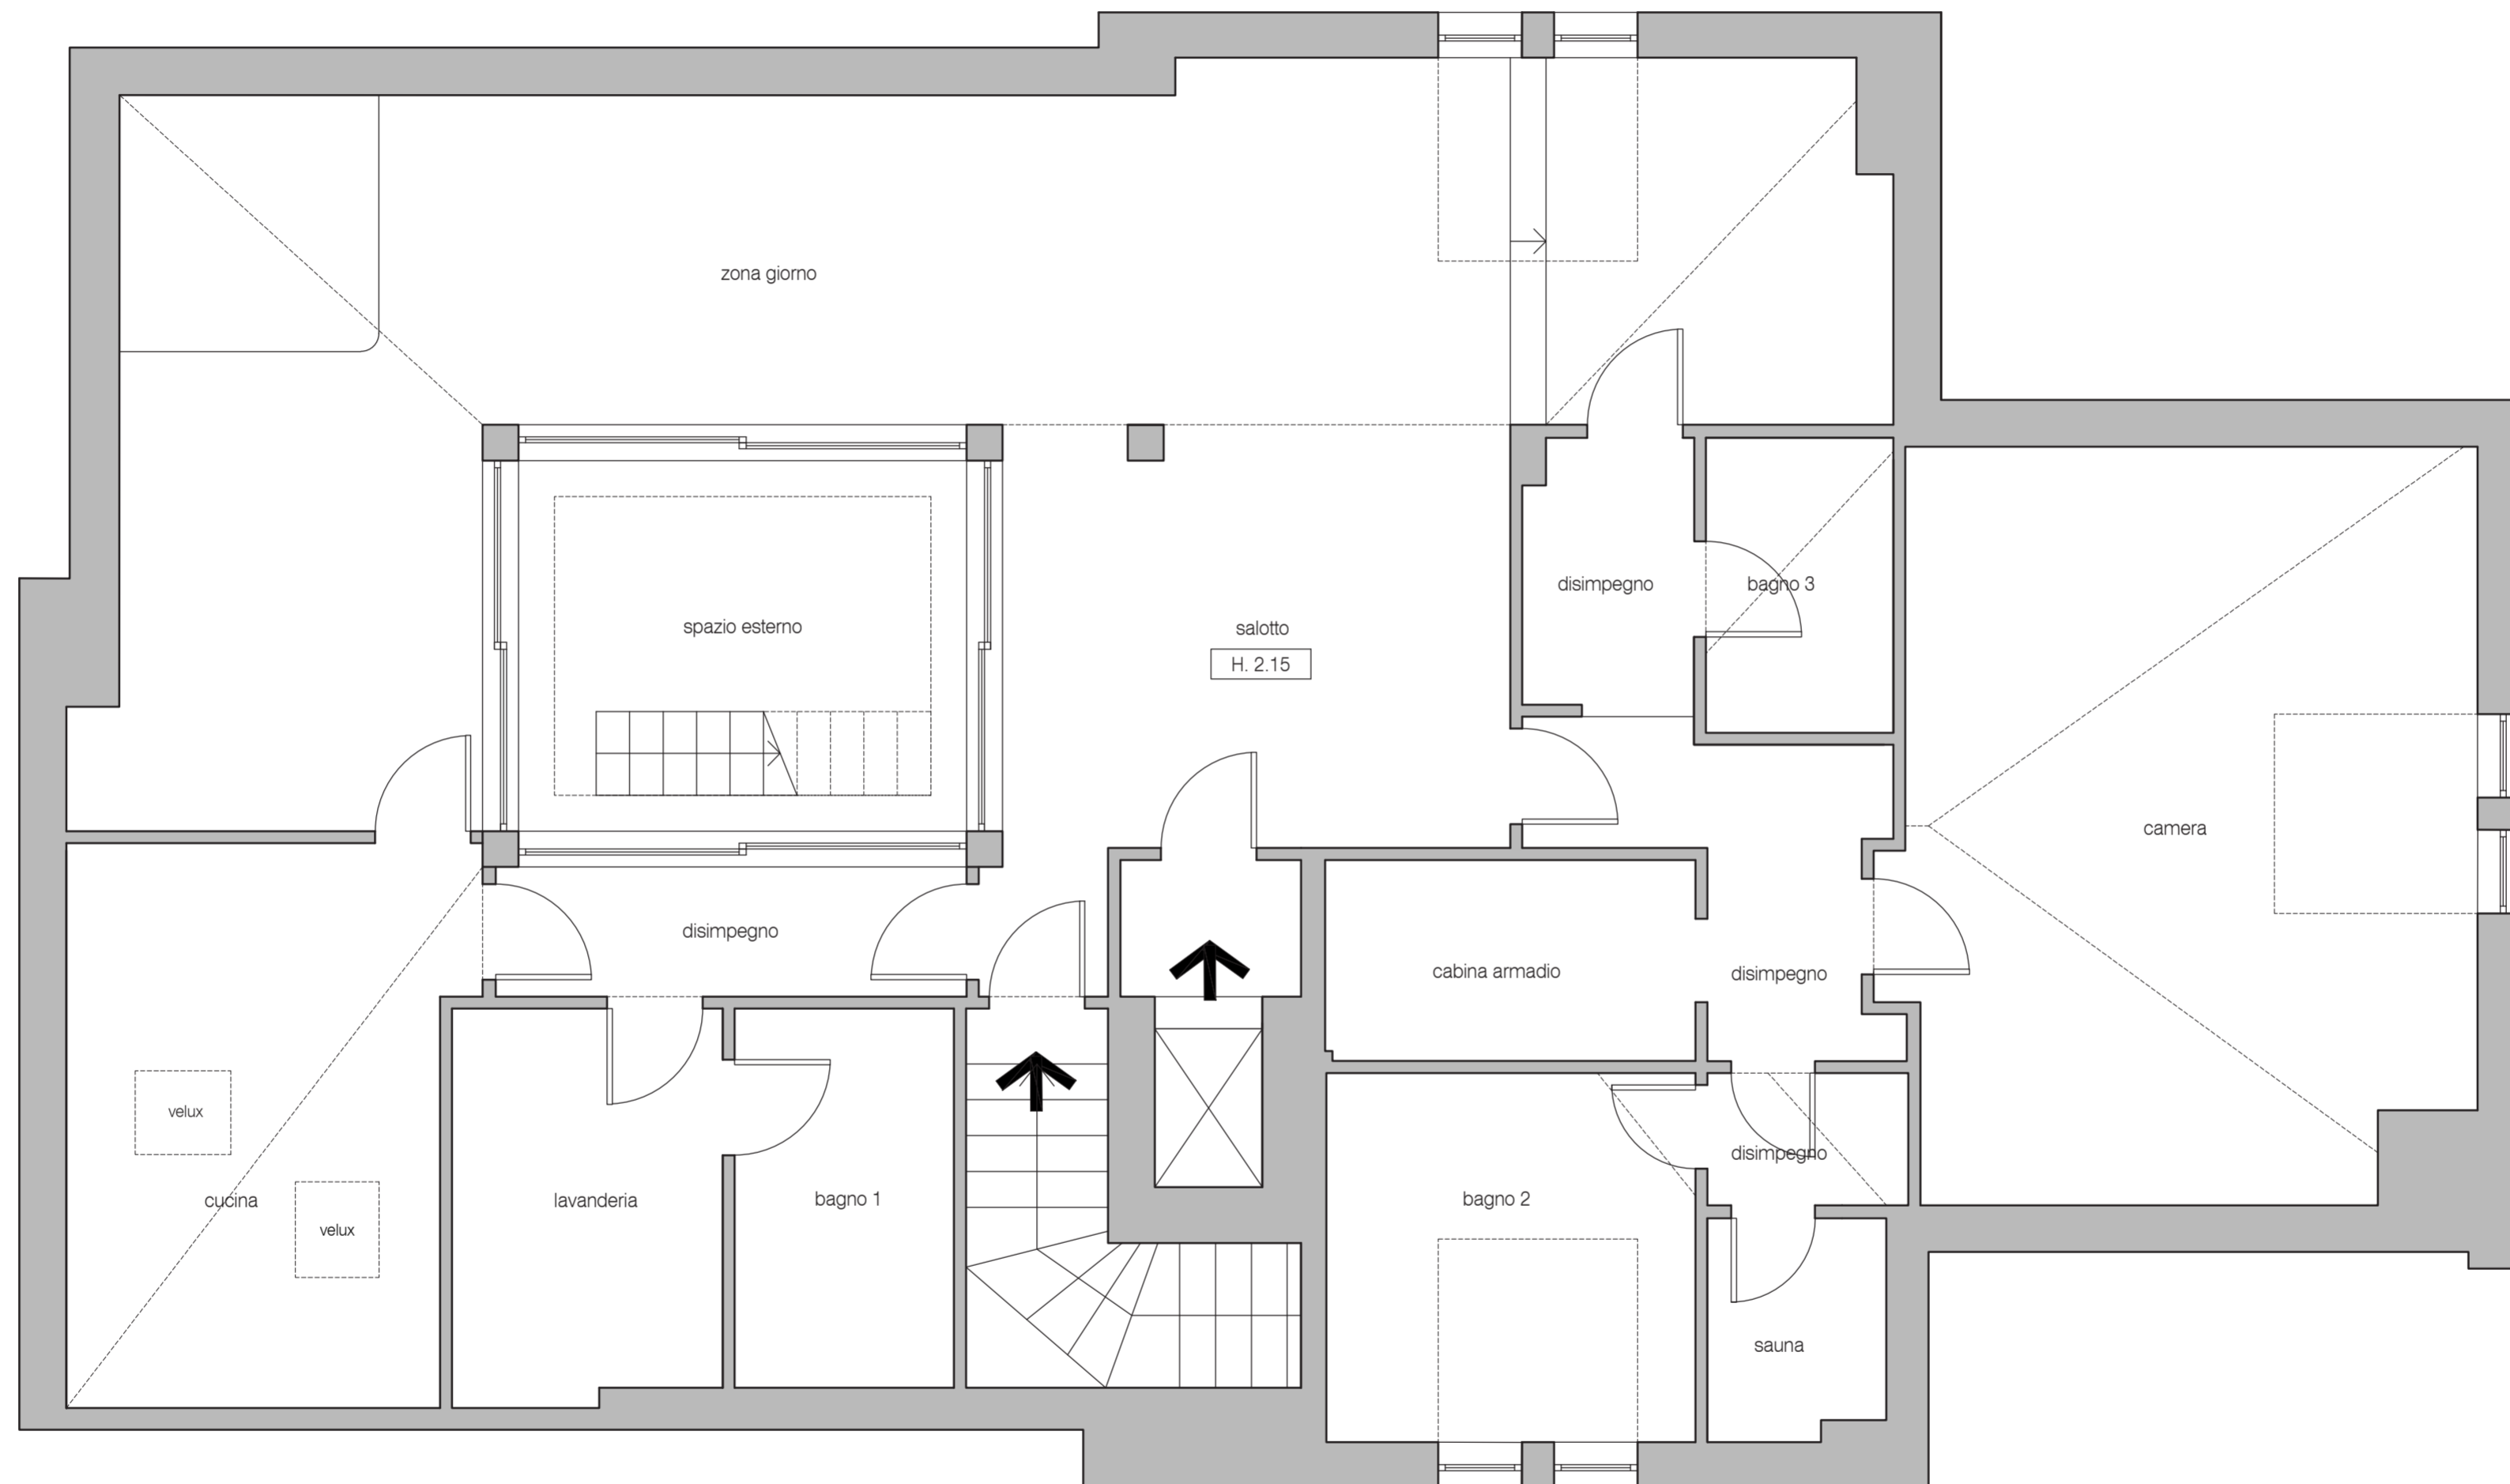 zona giorno
disimpegno
bagno 3
spazio esterno
salotto
H. 2.15
camera
disimpegno
cabina armadio
disimpegno
velux
disimpegno
cucina
lavanderia
bagno 1
bagno 2
velux
sauna